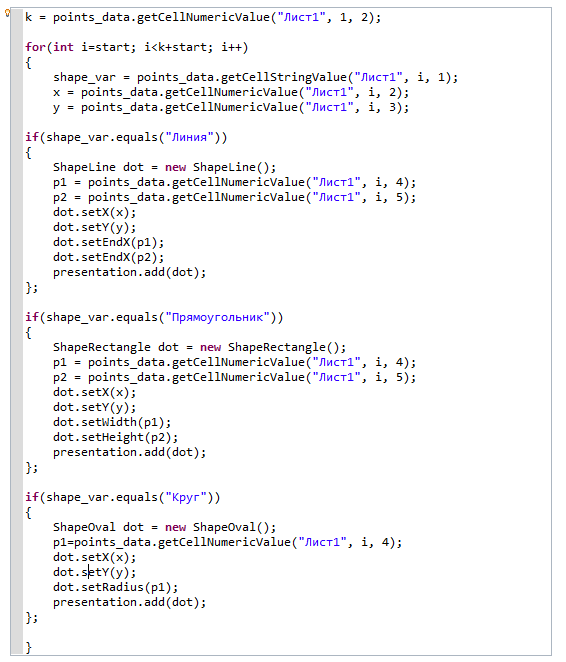 k = points_data.getCellNumericValue("Лист1", 1, 2);
for(int i=start; i<k+start; i++)
{
shape_var = points_data.getCellStringValue("Лист1", i, 1);
x = points_data.getCellNumericValue("Лист1", i, 2);
y = points_data.getCellNumericValue("Лист1", i, 3);
if(shape_var.equals("Линия"))
{
ShapeLine dot = new ShapeLine();
p1 = points_data.getCellNumericValue("Лист1", i, 4);
p2 = points_data.getCellNumericValue("Лист1", i, 5);
dot.setX(x);
dot.setY(y);
dot.setEndX(p1);
dot.setEndX(p2);
presentation.add(dot);
};
if(shape_var.equals("Прямоугольник"))
{
ShapeRectangle dot = new ShapeRectangle();
p1 = points_data.getCellNumericValue("Лист1", i, 4);
p2 = points_data.getCellNumericValue("Лист1", i, 5);
dot.setX(x);
dot.setY(y);
dot.setWidth(p1);
dot.setHeight(p2);
presentation.add(dot);
};
if(shape_var.equals("Круг"))
{
ShapeOval dot = new ShapeOval();
p1=points_data.getCellNumericValue("Лист1", i, 4);
dot.setX(x);
dot.setY(y);
dot.setRadius(p1);
presentation.add(dot);
};
}